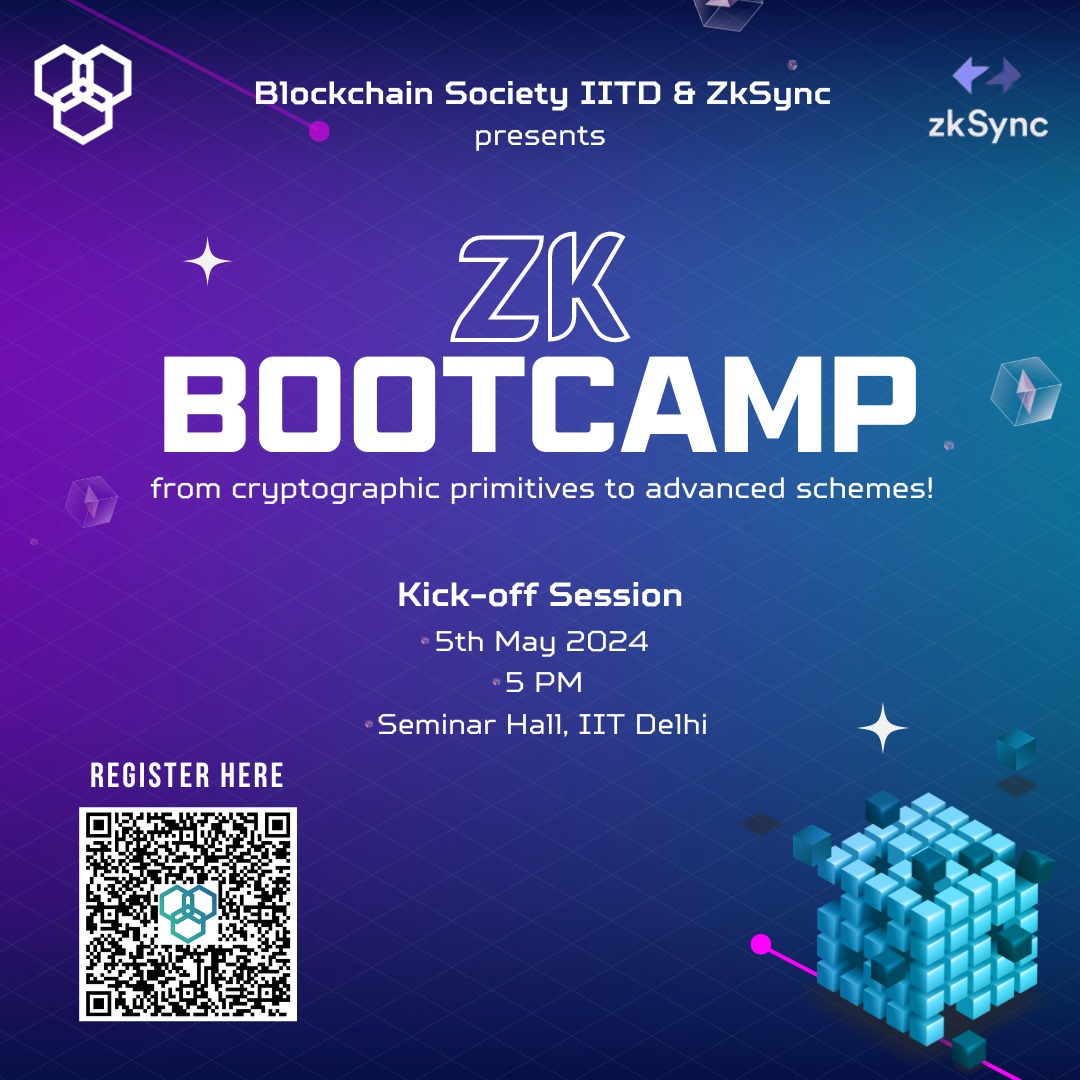 Blockchain Society IITD & ZkSync
presents
zkSync
ZK
BOOTCAMP
from cryptographic primitives to advanced schemes!
Kick-off Session
5th May 2024
5 PM
Seminar Hall, IIT Delhi
REGISTER HERE